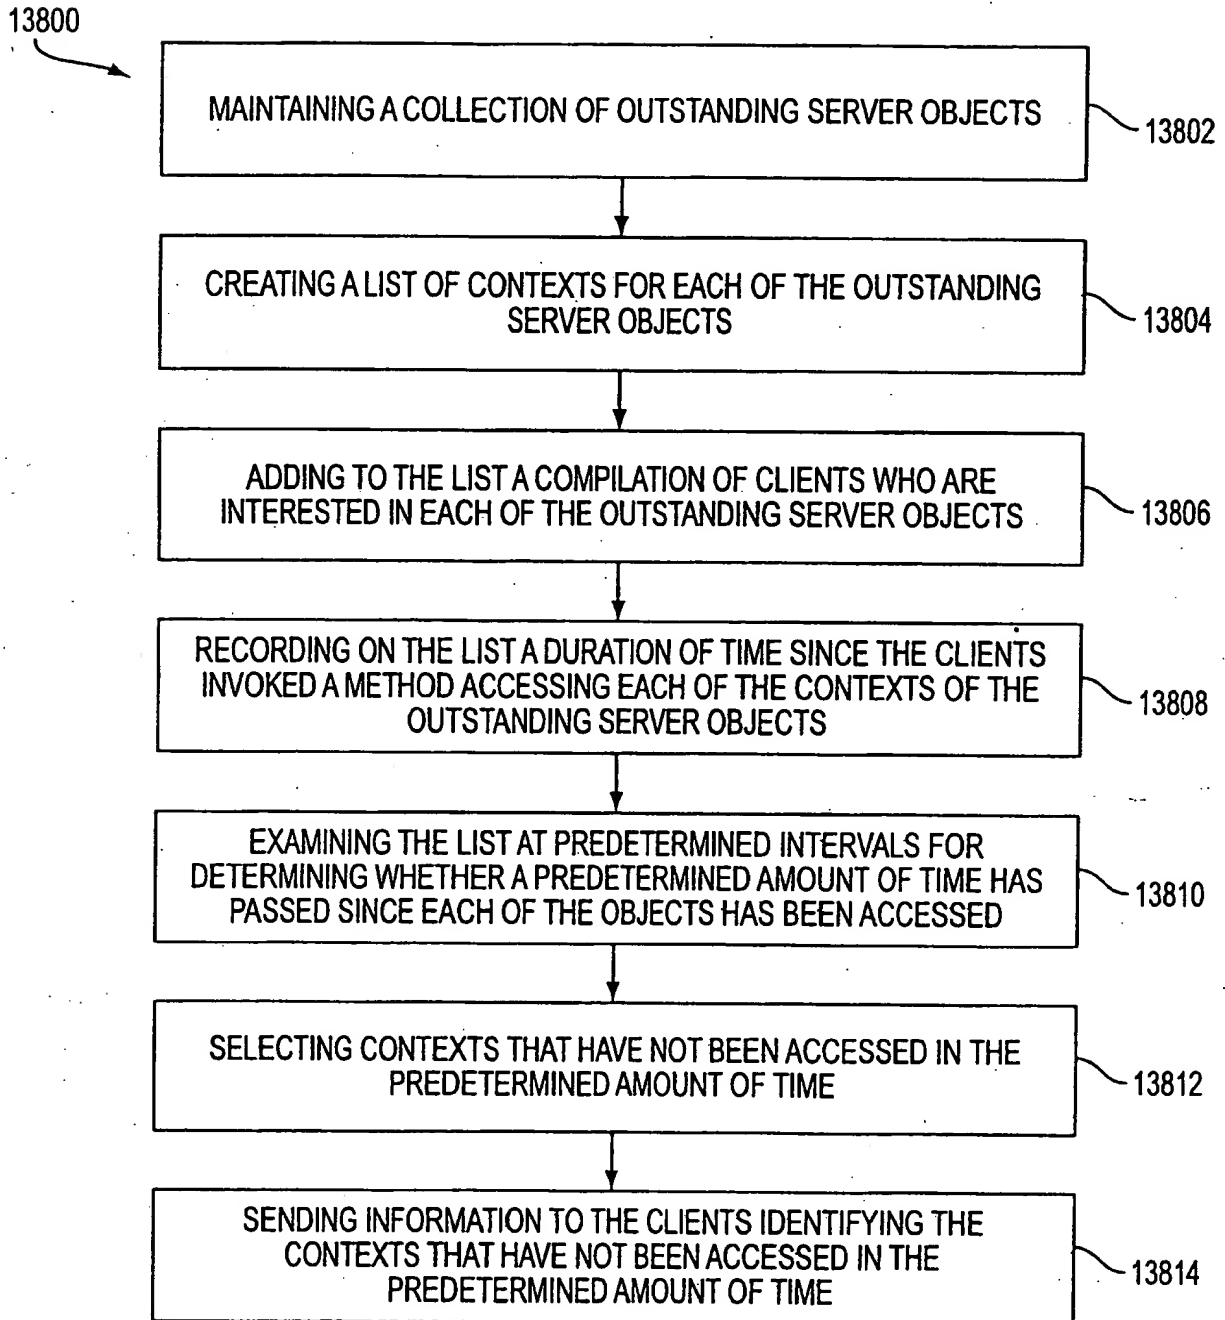 13800
MAINTAINING A COLLECTION OF OUTSTANDING SERVER OBJECTS
13802
CREATING A LIST OF CONTEXTS FOR EACH OF THE OUTSTANDING
SERVER OBJECTS
13804
ADDING TO THE LIST A COMPILATION OF CLIENTS WHO ARE
INTERESTED IN EACH OF THE OUTSTANDING SERVER OBJECTS
13806
RECORDING ON THE LIST A DURATION OF TIME SINCE THE CLIENTS
INVOKED A METHOD ACCESSING EACH OF THE CONTEXTS OF THE
OUTSTANDING SERVER OBJECTS
13808
EXAMINING THE LIST AT PREDETERMINED INTERVALS FOR
DETERMINING WHETHER A PREDETERMINED AMOUNT OF TIME HAS
PASSED SINCE EACH OF THE OBJECTS HAS BEEN ACCESSED
13810
SELECTING CONTEXTS THAT HAVE NOT BEEN ACCESSED IN THE
PREDETERMINED AMOUNT OF TIME
13812
SENDING INFORMATION TO THE CLIENTS IDENTIFYING THE
CONTEXTS THAT HAVE NOT BEEN ACCESSED IN THE
PREDETERMINED AMOUNT OF TIME
13814